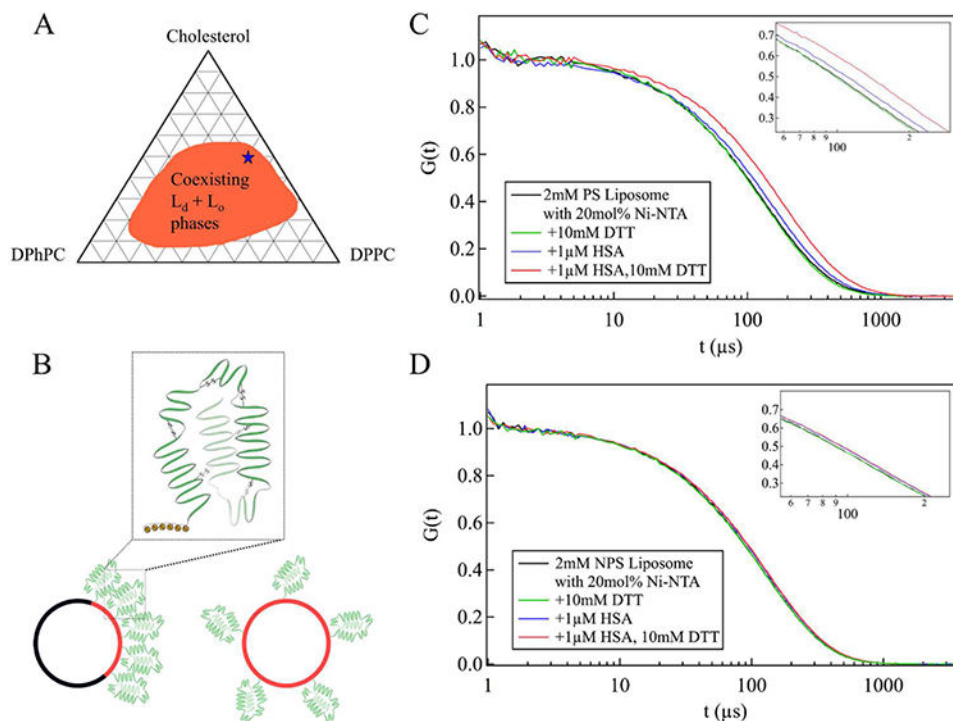 A
Cholesterol
Coexisting
Ld + Lo
phases
DPhPC
DPPC
B
C
1.0
0.8
0.6
0.4
0.2
0.0
G(t)
1
10
100
1000
t (µs)
2mM PS Liposome
with 20mol% Ni-NTA
+10mM DTT
+1µM HSA
+1µM HSA,10mM DTT
0.7
0.6
0.5
0.4
0.3
6
8
9
100
2
D
1.0
0.8
0.6
0.4
0.2
0.0
G(t)
1
10
100
1000
t (µs)
2mM NPS Liposome
with 20mol% Ni-NTA
+10mM DTT
+1µM HSA
+1µM HSA, 10mM DTT
0.7
0.6
0.5
0.4
0.3
6
7
8
9
100
2